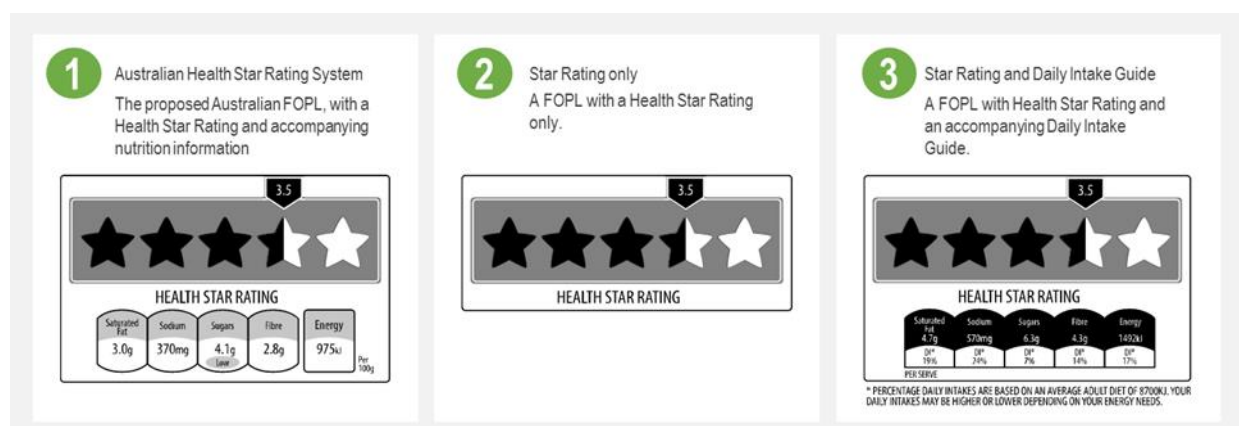 1
Australian Health Star Rating System
The proposed Australian FOPL, with a
Health Star Rating and accompanying
nutrition information
3.5
HEALTH STAR RATING
Saturated Fat Sodium Sugars Fibre Energy
3.0g 370mg 4.1g 2.8g 975kJ
Low
Per 100g
2
Star Rating only
A FOPL with a Health Star Rating
only.
3.5
HEALTH STAR RATING
3
Star Rating and Daily Intake Guide
A FOPL with Health Star Rating and
an accompanying Daily Intake
Guide.
3.5
HEALTH STAR RATING
Saturated Fat Sodium Sugars Fibre Energy
4.7g 570mg 6.3g 4.3g 1492kJ
DI* DI* DI* DI* DI*
19% 24% 7% 14% 17%
PER SERVE
* PERCENTAGE DAILY INTAKES ARE BASED ON AN AVERAGE ADULT DIET OF 8700KJ. YOUR
DAILY INTAKES MAY BE HIGHER OR LOWER DEPENDING ON YOUR ENERGY NEEDS.